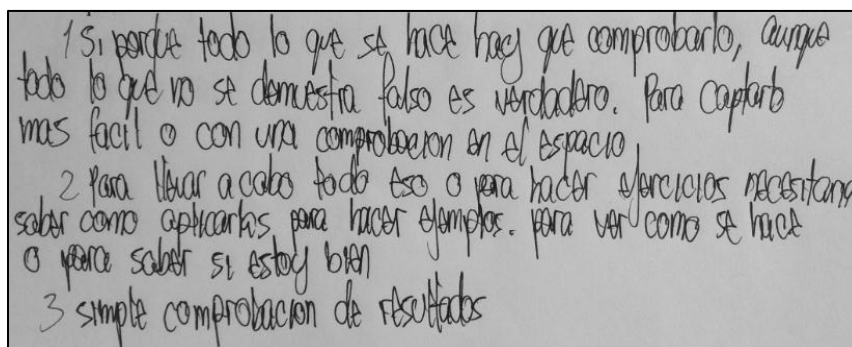 1 Si porque todo lo que se hace hay que comprobarlo, aunque
todo lo que no se demuestra falso es verdadero. Para captarlo
mas facil o con una comprobacion en el espacio
2 Para llevar a cabo todo eso o para hacer ejercicios necesitand
saber como aplicarlos para hacer ejemplos. para ver como se hace
o para saber si estoy bien
3 simple comprobacion de resultados